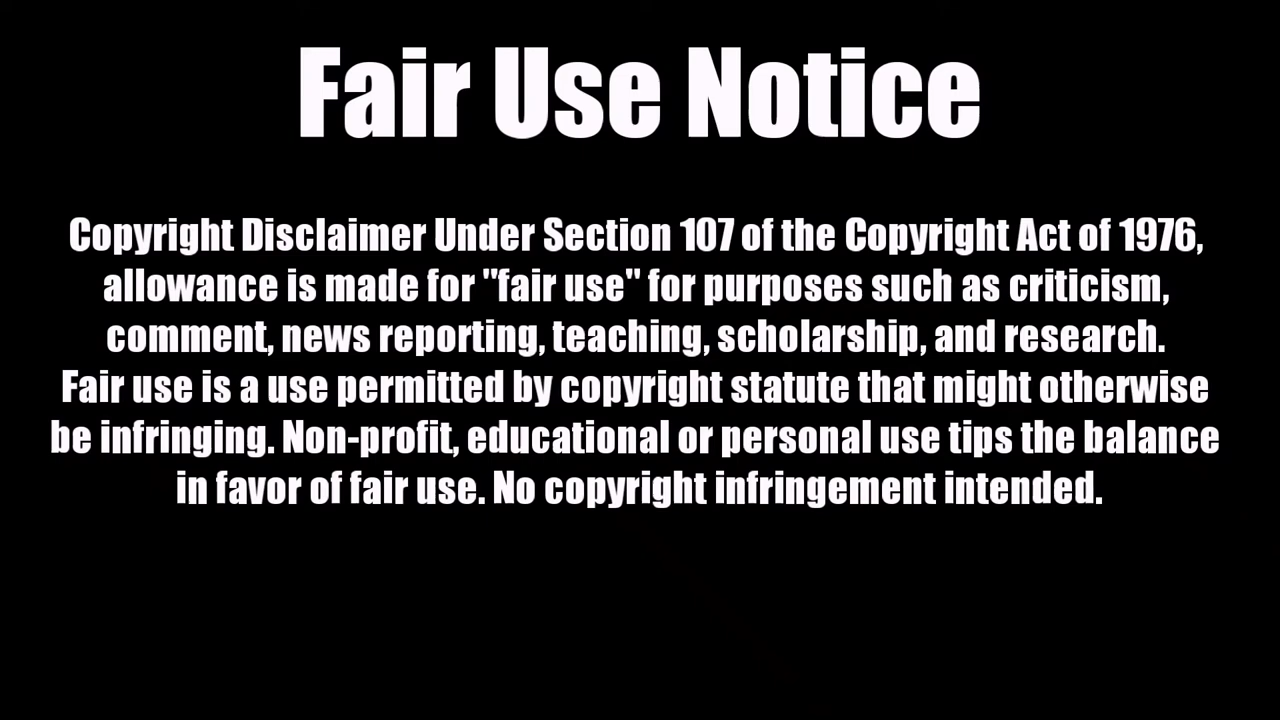 Fair Use Notice
Copyright Disclaimer Under Section 107 of the Copyright Act of 1976,
allowance is made for "fair use" for purposes such as criticism,
comment, news reporting, teaching, scholarship, and research.
Fair use is a use permitted by copyright statute that might otherwise
be infringing. Non-profit, educational or personal use tips the balance
in favor of fair use. No copyright infringement intended.